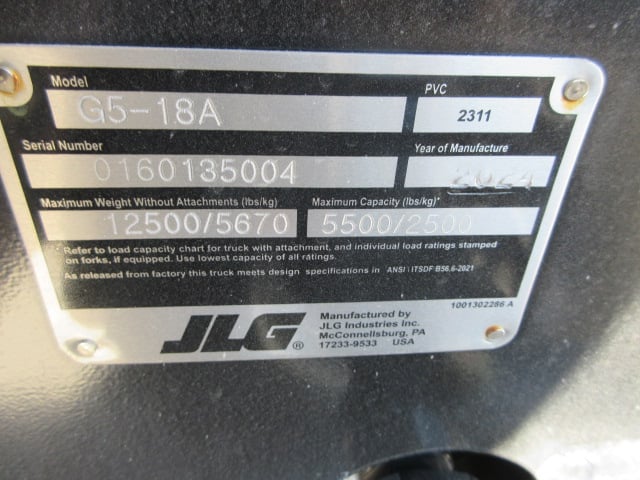 Model PVC
G5-18A 2311
Serial Number Year of Manufacture
0160135004 2024
Maximum Weight Without Attachments (lbs/kg) Maximum Capacity (lbs/kg)*
12500/5670 5500/2500
*Refer to load capacity chart for truck with attachment, and individual load ratings stamped
on forks, if equipped. Use lowest capacity of all ratings.
As released from factory this truck meets design specifications in ANSI \ ITSDF B56.6-2021
1001302286 A
JLG ®
Manufactured by
JLG Industries Inc.
McConnellsburg, PA
17233-9533 USA